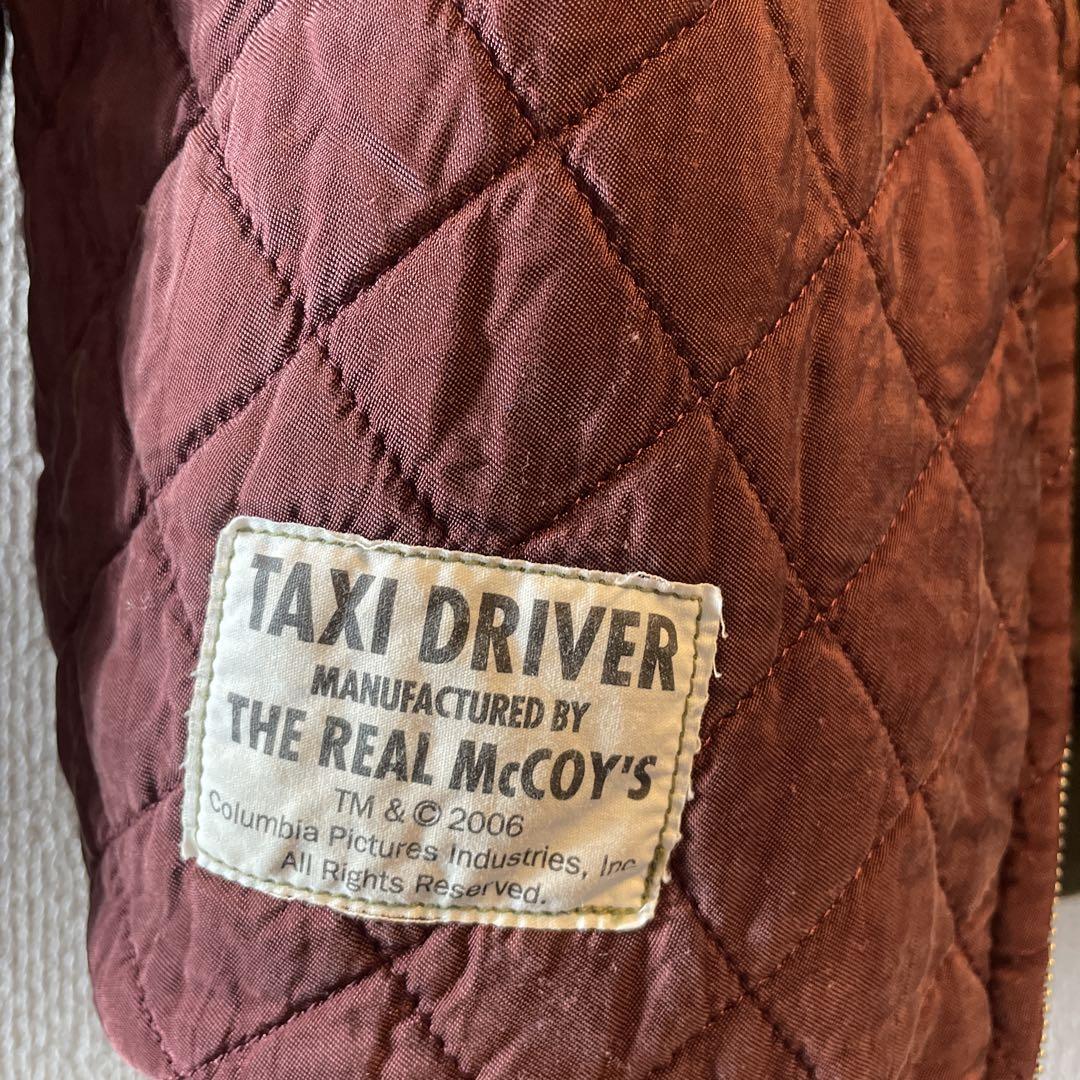 TAXI DRIVER
MANUFACTURED BY
THE REAL McCOY'S
TM & © 2006
Columbia Pictures Industries, Inc.
All Rights Reserved.